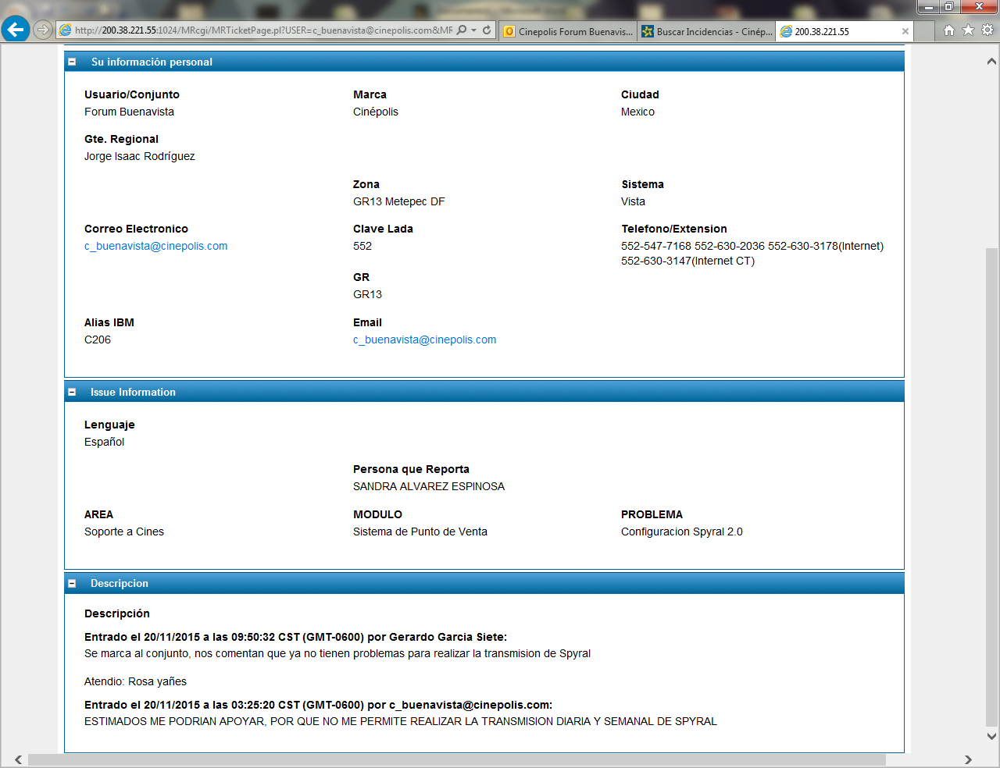 http://200.38.221.55:1024/MRcgi/MRTicketPage.pl?USER=c_buenavista@cinepolis.com&MF
Cinepolis Forum Buenavis...
Buscar Incidencias - Cinép...
200.38.221.55
Su información personal
Usuario/Conjunto Marca Ciudad
Forum Buenavista Cinépolis Mexico
Gte. Regional
Jorge Isaac Rodríguez
Zona Sistema
GR13 Metepec DF Vista
Correo Electronico Clave Lada Telefono/Extension
c_buenavista@cinepolis.com 552 552-547-7168 552-630-2036 552-630-3178(Internet)
552-630-3147(Internet CT)
GR
GR13
Alias IBM Email
C206 c_buenavista@cinepolis.com
Issue Information
Lenguaje
Español
Persona que Reporta
SANDRA ALVAREZ ESPINOSA
AREA MODULO PROBLEMA
Soporte a Cines Sistema de Punto de Venta Configuracion Spyral 2.0
Descripcion
Descripción
Entrado el 20/11/2015 a las 09:50:32 CST (GMT-0600) por Gerardo Garcia Siete:
Se marca al conjunto, nos comentan que ya no tienen problemas para realizar la transmision de Spyral
Atendio: Rosa yañes
Entrado el 20/11/2015 a las 03:25:20 CST (GMT-0600) por c_buenavista@cinepolis.com:
ESTIMADOS ME PODRIAN APOYAR, POR QUE NO ME PERMITE REALIZAR LA TRANSMISION DIARIA Y SEMANAL DE SPYRAL